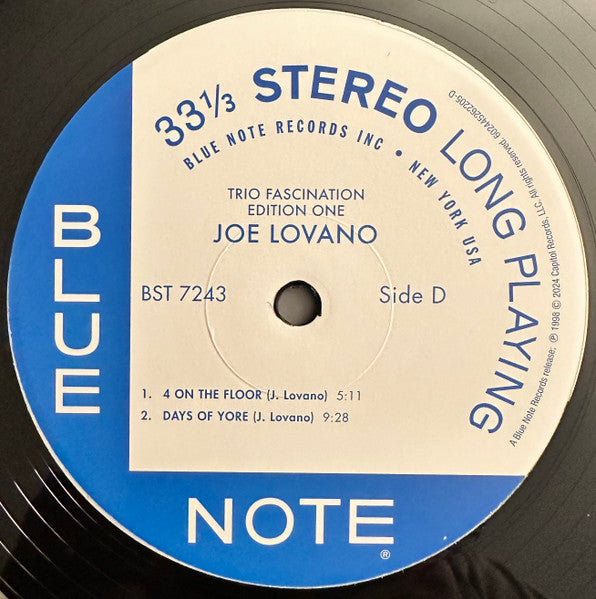 33⅓ STEREO LONG PLAYING
BLUE NOTE RECORDS INC • NEW YORK USA
TRIO FASCINATION
EDITION ONE
JOE LOVANO
BST 7243
Side D
1. 4 ON THE FLOOR (J. Lovano) 5:11
2. DAYS OF YORE (J. Lovano) 9:28
A Blue Note Records release; ℗ 1998 © 2024 Capitol Records, LLC. All rights reserved. 602445262205-D
BLUE
NOTE®